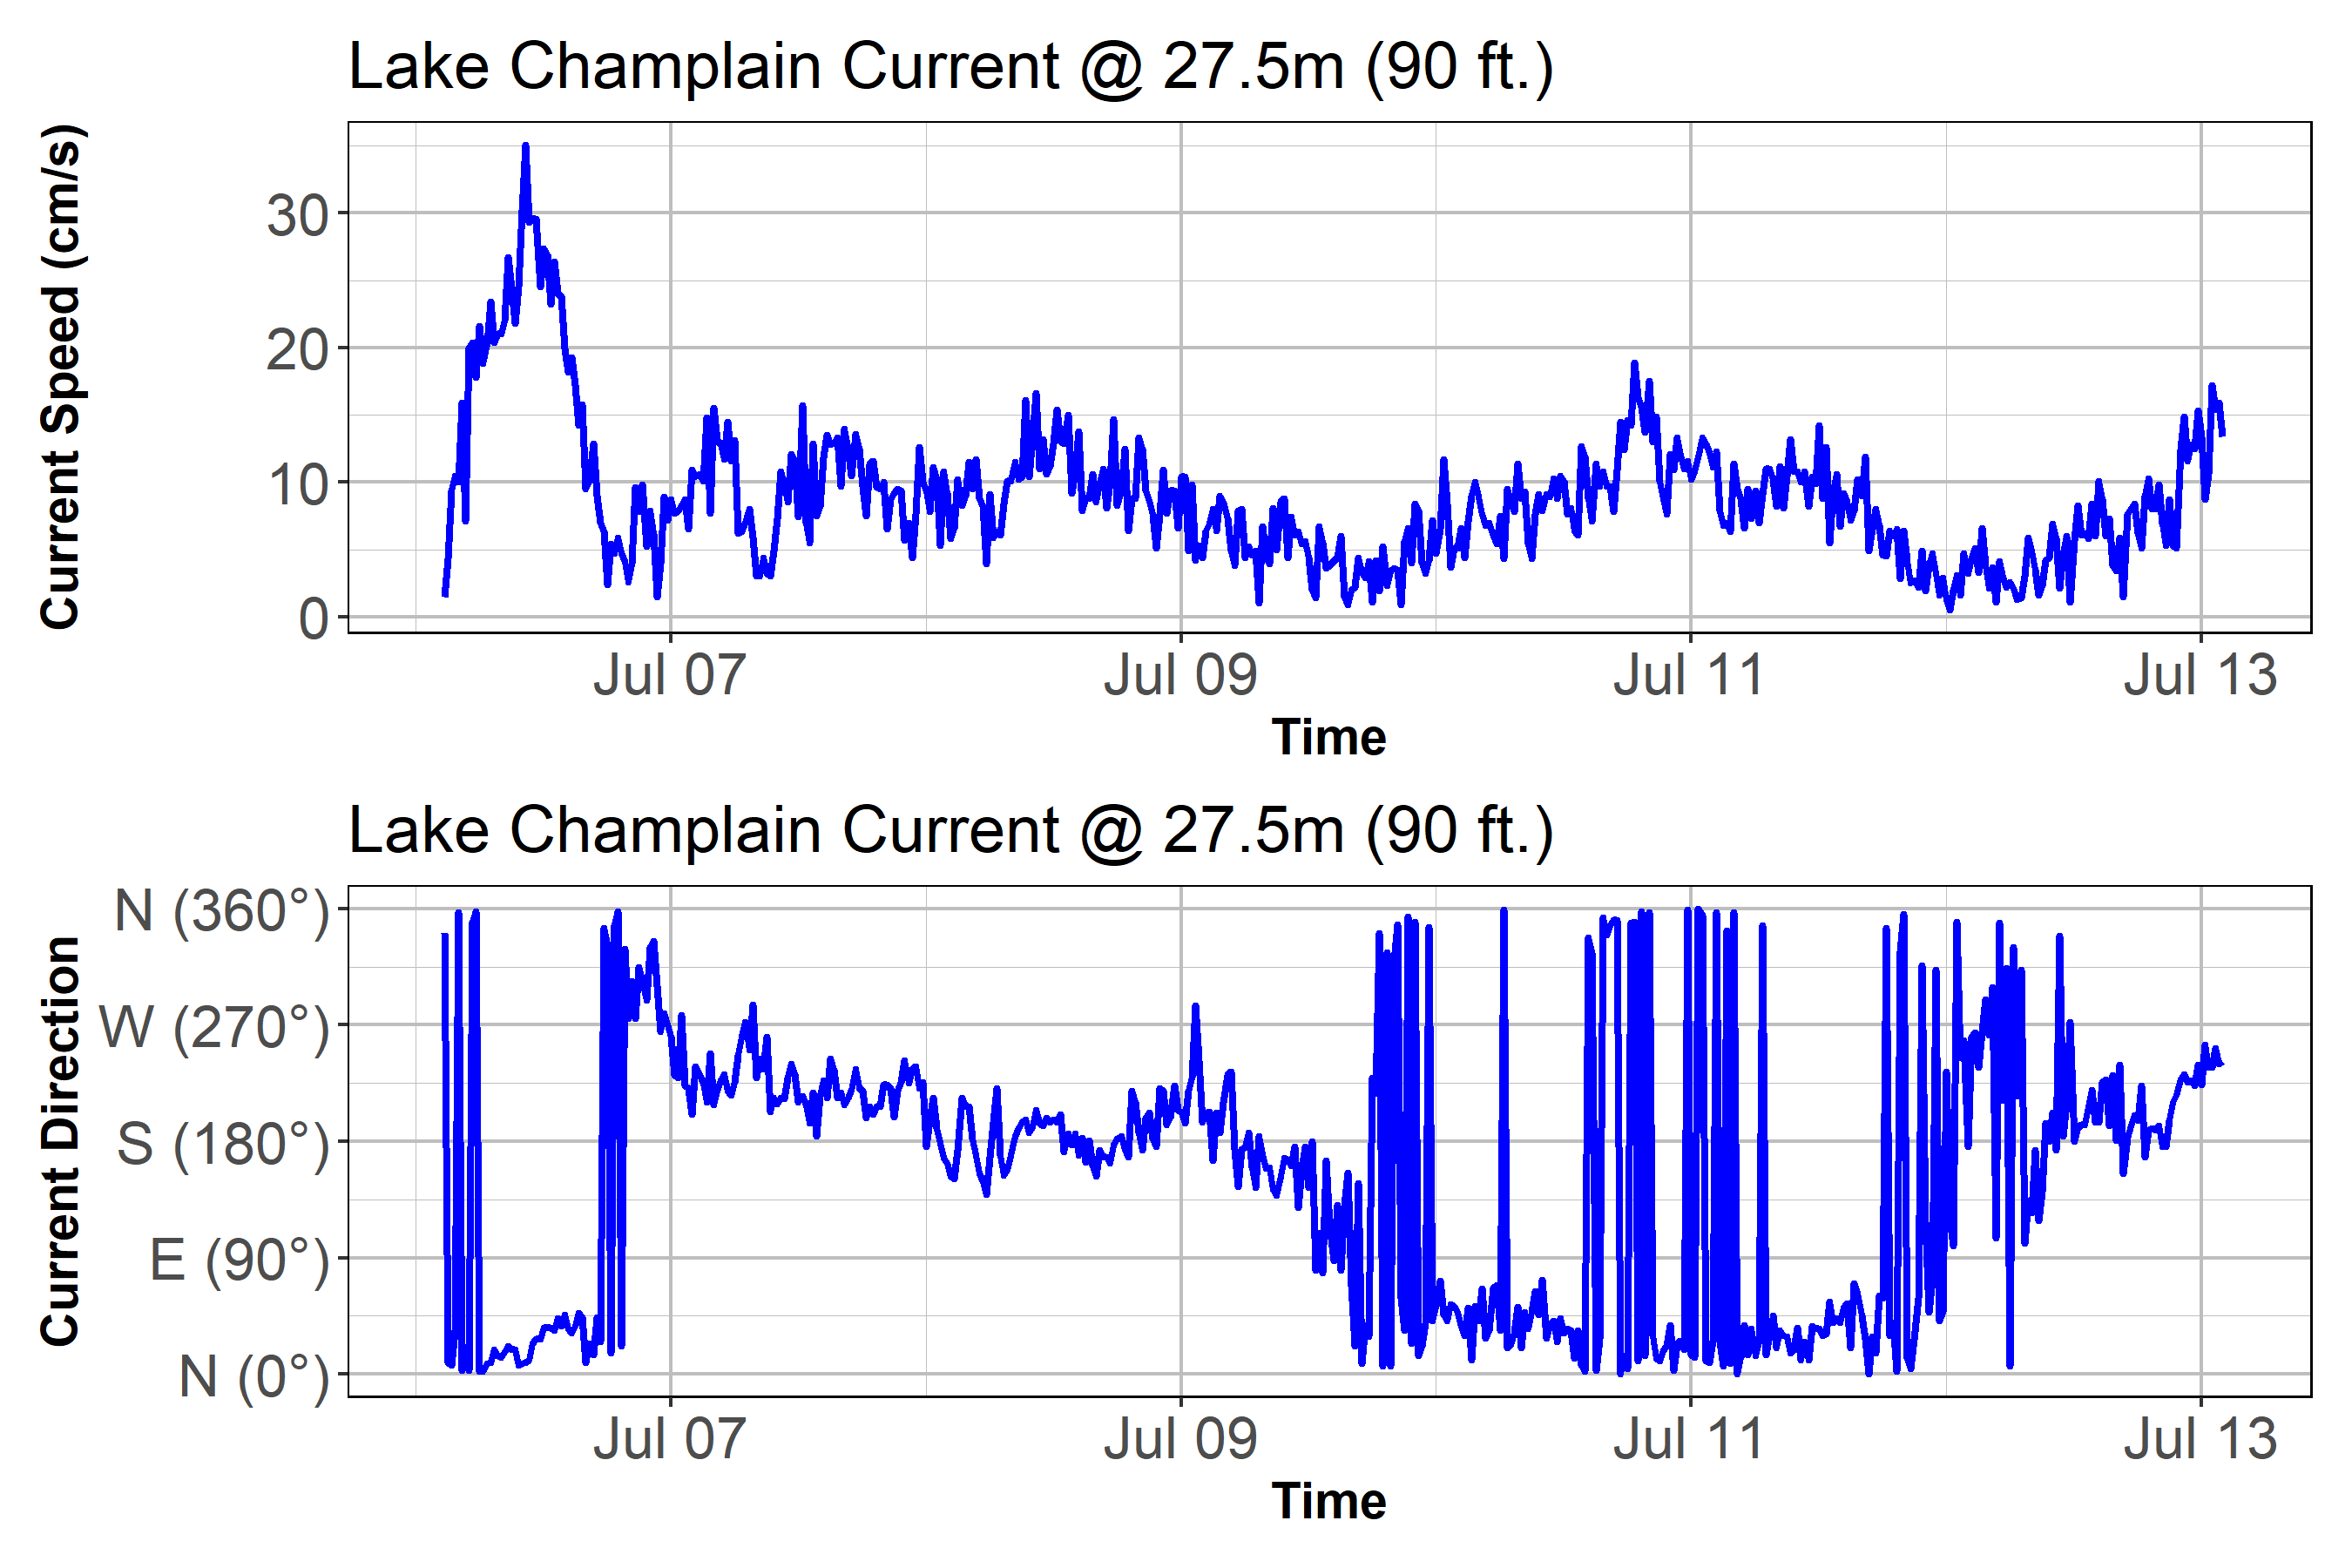 Lake Champlain Current @ 27.5m (90 ft.)
Current Speed (cm/s)
30
20
10
0
Jul 07 Jul 09 Jul 11 Jul 13
Time
Lake Champlain Current @ 27.5m (90 ft.)
Current Direction
N (360°)
W (270°)
S (180°)
E (90°)
N (0°)
Jul 07 Jul 09 Jul 11 Jul 13
Time